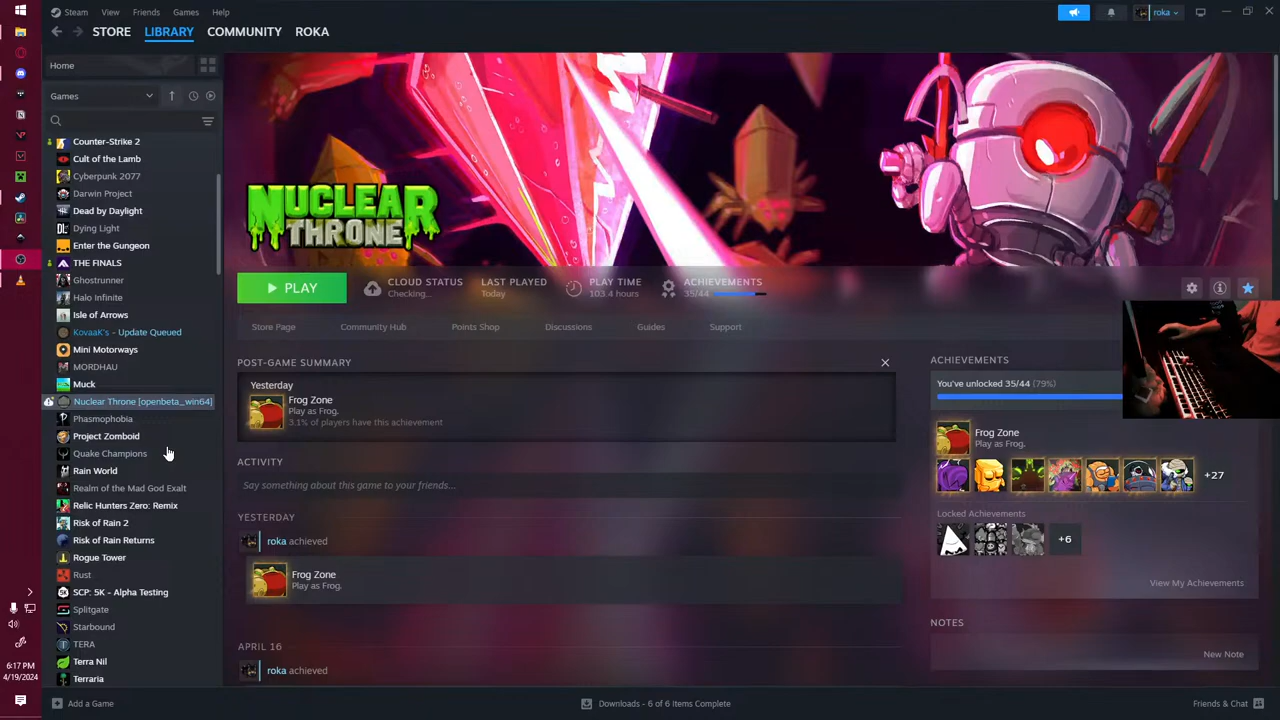 Steam View Friends Games Help
roka
STORE LIBRARY COMMUNITY ROKA
Home
Games
Counter-Strike 2
Cult of the Lamb
Cyberpunk 2077
Darwin Project
Dead by Daylight
Dying Light
Enter the Gungeon
THE FINALS
Ghostrunner
Halo Infinite
Isle of Arrows
KovaaK's - Update Queued
Mini Motorways
MORDHAU
Muck
Nuclear Throne [openbeta_win64]
Phasmophobia
Project Zomboid
Quake Champions
Rain World
Realm of the Mad God Exalt
Relic Hunters Zero: Remix
Risk of Rain 2
Risk of Rain Returns
Rogue Tower
Rust
SCP: 5K - Alpha Testing
Splitgate
Starbound
TERA
Terra Nil
Terraria
NUCLEAR
THRONE
PLAY
CLOUD STATUS
Checking...
LAST PLAYED
Today
PLAY TIME
103.4 hours
ACHIEVEMENTS
35/44
Store Page Community Hub Points Shop Discussions Guides Support
POST-GAME SUMMARY
Yesterday
Frog Zone
Play as Frog.
3.1% of players have this achievement
ACTIVITY
Say something about this game to your friends...
YESTERDAY
roka achieved
Frog Zone
Play as Frog.
APRIL 16
roka achieved
ACHIEVEMENTS
You've unlocked 35/44 (79%)
Frog Zone
Play as Frog.
+27
Locked Achievements
+6
View My Achievements
NOTES
New Note
6:17 PM
4/19/2024
Add a Game
Downloads - 6 of 6 Items Complete
Friends & Chat